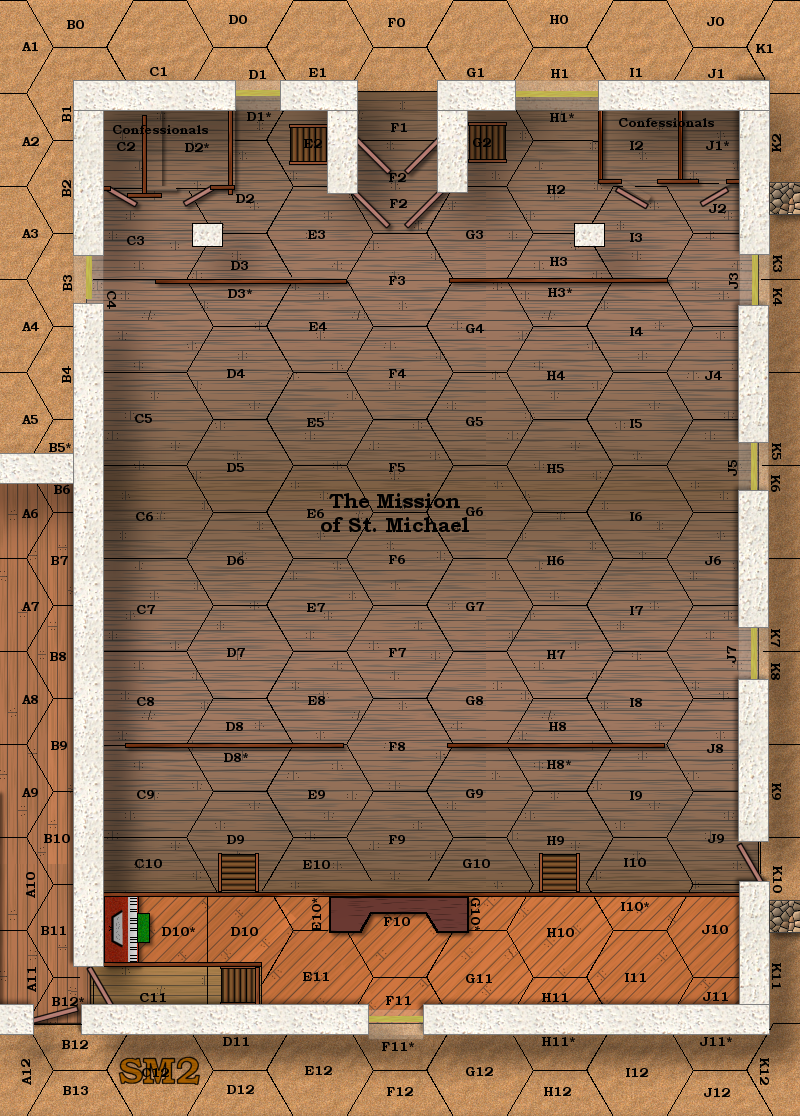 B0 D0 F0 H0 J0
A1 K1
C1 D1 E1 G1 H1 I1 J1
B1 D1* F1 H1*
Confessionals Confessionals
A2 C2 D2* E2 G2 I2 J1* K2
F2
B2 D2 F2 H2 J2
A3 C3 E3 G3 I3
D3 H3 K3
B3 F3 J3
C4 D3* H3* K4
A4 E4 G4 I4
B4 D4 F4 H4 J4
A5 C5 E5 G5 I5
B5* K5
D5 F5 H5 J5
B6 K6
The Mission
A6 C6 E6 G6 I6
of St. Michael
B7 D6 F6 H6 J6
A7 C7 E7 G7 I7
K7
B8 D7 F7 H7 J7
K8
A8 C8 E8 G8 I8
D8 H8
B9 F8 J8
D8* H8*
A9 C9 E9 G9 I9 K9
B10 D9 F9 H9 J9
C10 E10 G10 I10
A10 K10
E10* G10* I10*
B11 D10* D10 F10 H10 J10
A11 E11 G11 I11 K11
B12* C11 F11 H11 J11
B12 D11 F11* H11* J11*
A12 SM2 C12 E12 G12 I12 K12
B13 D12 F12 H12 J12